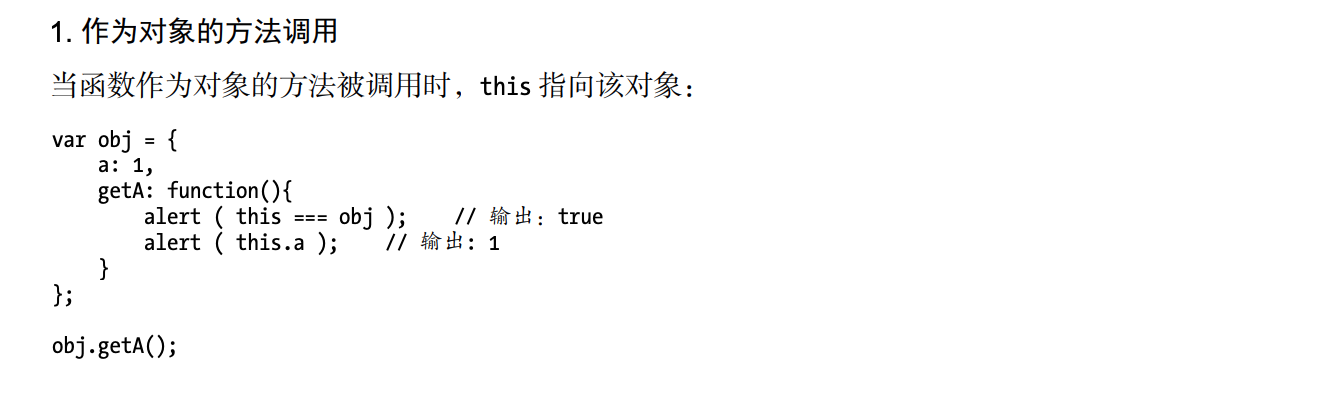 1. 作为对象的方法调用
当函数作为对象的方法被调用时，this 指向该对象：
var obj = {
    a: 1,
    getA: function(){
        alert ( this === obj );    // 输出：true
        alert ( this.a );    // 输出: 1
    }
};
obj.getA();